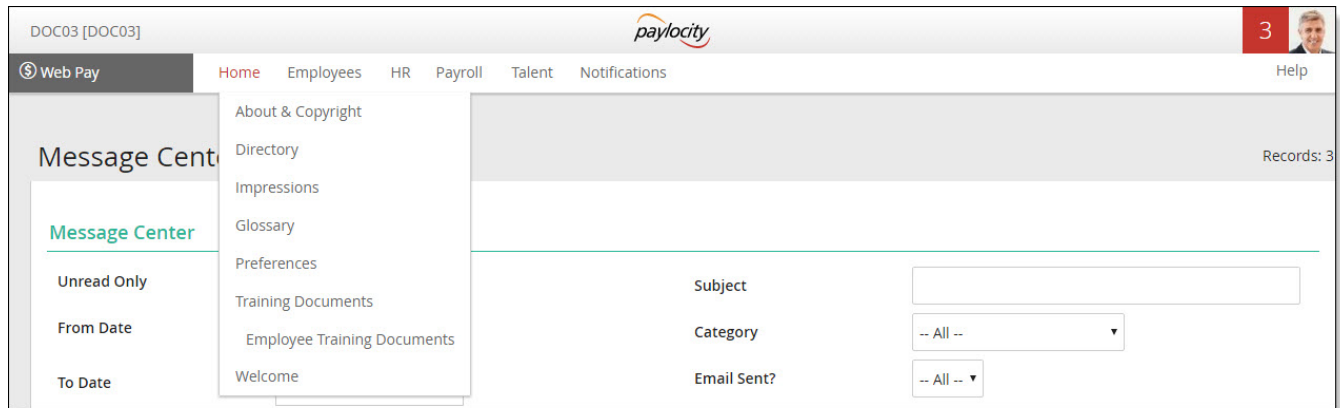 DOC03 [DOC03]
paylocity
3
Web Pay
Home Employees HR Payroll Talent Notifications
Help
About & Copyright
Directory
Impressions
Glossary
Preferences
Training Documents
Employee Training Documents
Welcome
Message Cent
Records: 3
Message Center
Unread Only
From Date
To Date
Subject
Category
-- All --
Email Sent?
-- All --